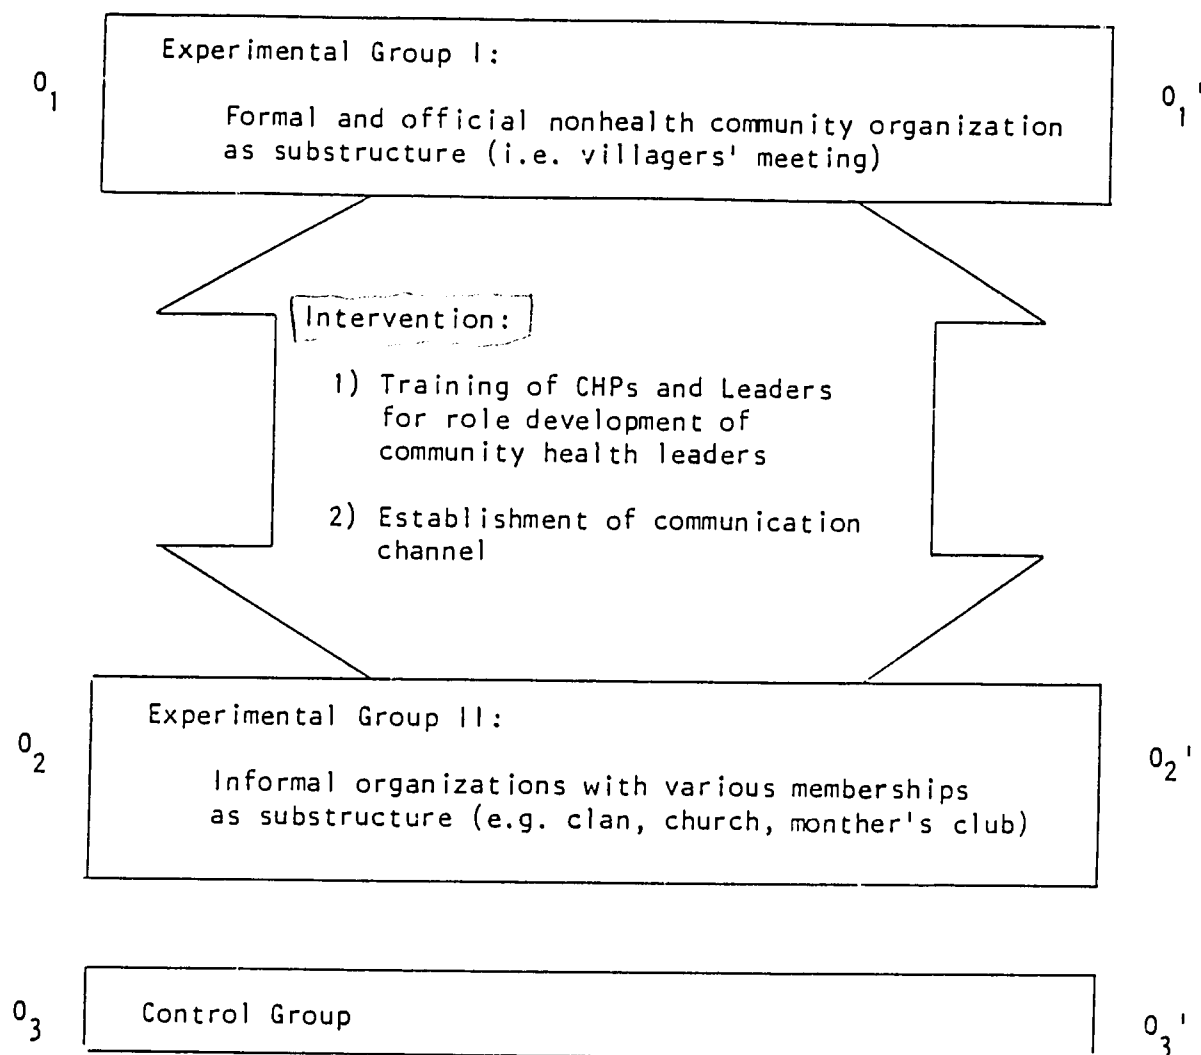 Experimental Group I:
O1
O1'
Formal and official nonhealth community organization
as substructure (i.e. villagers' meeting)
Intervention:
1) Training of CHPs and Leaders
for role development of
community health leaders
2) Establishment of communication
channel
Experimental Group II:
O2
O2'
Informal organizations with various memberships
as substructure (e.g. clan, church, monther's club)
O3
Control Group
O3'